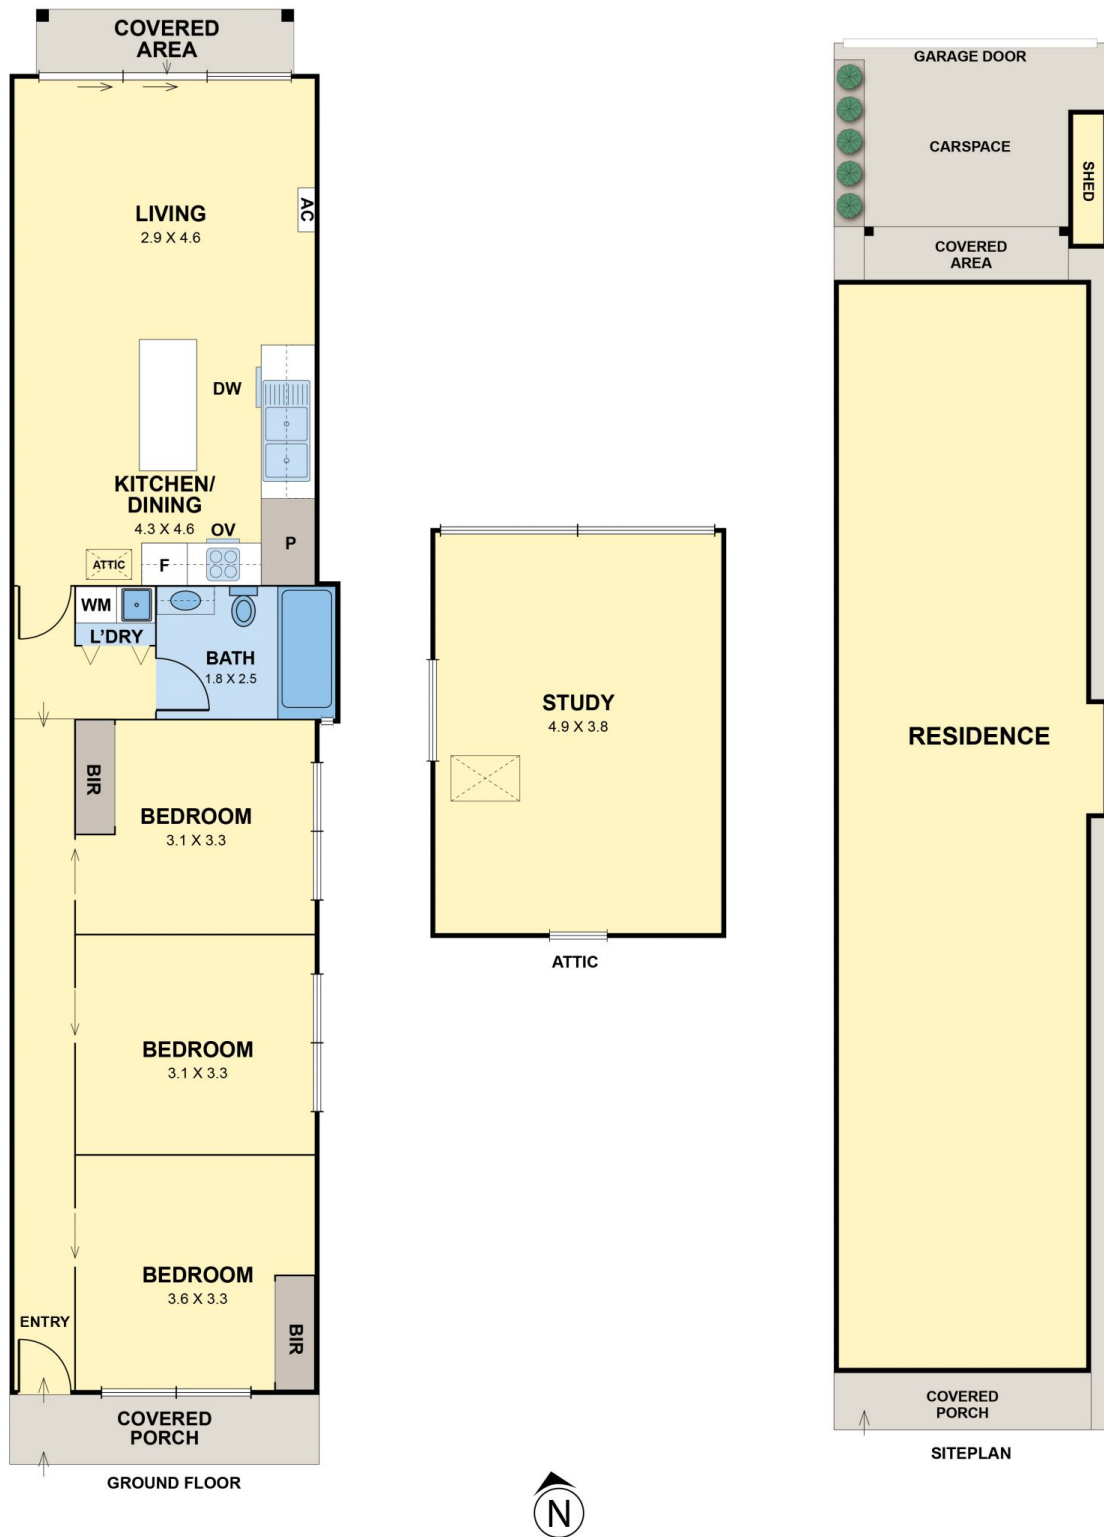 COVERED
AREA
LIVING
2.9 X 4.6
AC
DW
KITCHEN/
DINING
4.3 X 4.6
OV
P
ATTIC
F
WM
L'DRY
BATH
1.8 X 2.5
BIR
BEDROOM
3.1 X 3.3
BEDROOM
3.1 X 3.3
BEDROOM
3.6 X 3.3
ENTRY
BIR
COVERED
PORCH
GROUND FLOOR
STUDY
4.9 X 3.8
ATTIC
N
GARAGE DOOR
CARSPACE
SHED
COVERED
AREA
RESIDENCE
COVERED
PORCH
SITEPLAN